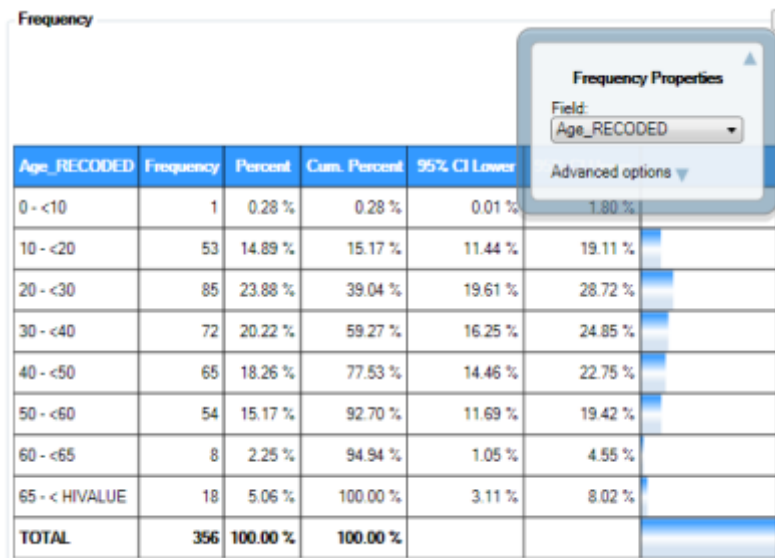 Frequency
Frequency Properties
Field:
Age_RECODED
Advanced options
Age_RECODED Frequency Percent Cum. Percent 95% CI Lower
0 - <10 1 0.28 % 0.28 % 0.01 % 1.80 %
10 - <20 53 14.89 % 15.17 % 11.44 % 19.11 %
20 - <30 85 23.88 % 39.04 % 19.61 % 28.72 %
30 - <40 72 20.22 % 59.27 % 16.25 % 24.85 %
40 - <50 65 18.26 % 77.53 % 14.46 % 22.75 %
50 - <60 54 15.17 % 92.70 % 11.69 % 19.42 %
60 - <65 8 2.25 % 94.94 % 1.05 % 4.55 %
65 - < HIVALUE 18 5.06 % 100.00 % 3.11 % 8.02 %
TOTAL 356 100.00 % 100.00 %